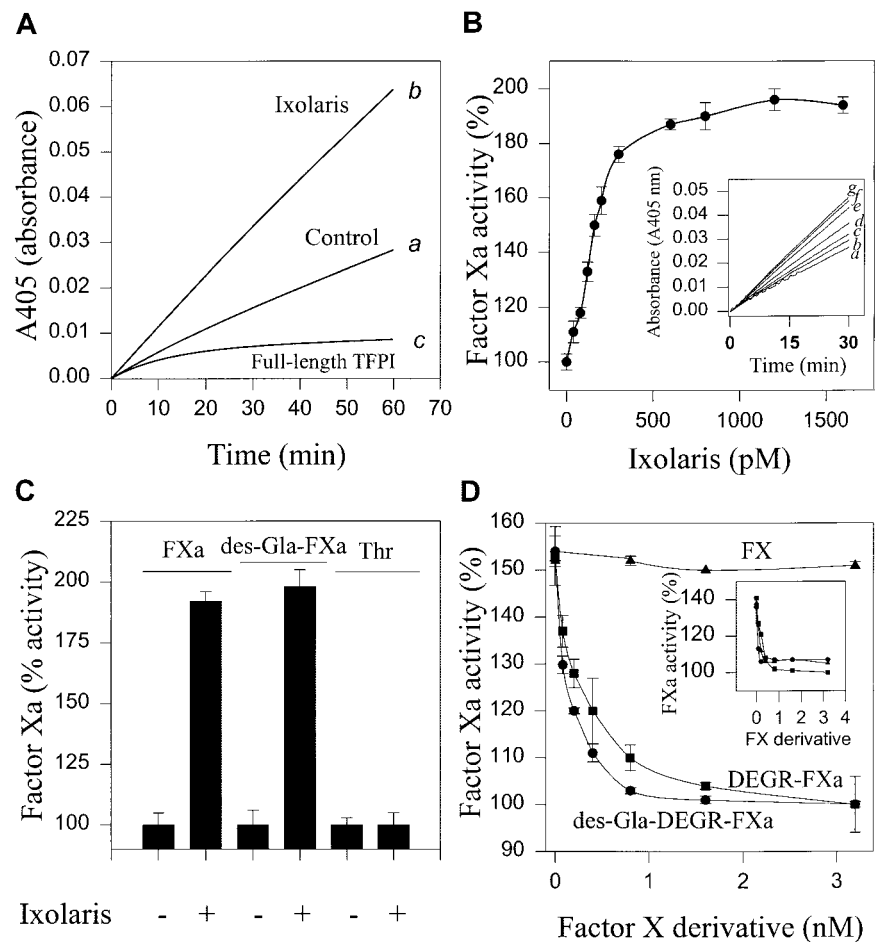 A
A405 (absorbance)
0.07
0.06
0.05
0.04
0.03
0.02
0.01
0.00
Ixolaris
b
Control
a
c
Full-length TFPI
0 10 20 30 40 50 60 70
Time (min)
B
Factor Xa activity (%)
200
180
160
140
120
100
0 500 1000 1500
Ixolaris (pM)
Absorbance (A405 nm)
0.05
0.04
0.03
0.02
0.01
0.00
g
f
e
d
c
b
a
0 15 30
Time (min)
C
Factor Xa (% activity)
225
200
175
150
125
100
FXa des-Gla-FXa Thr
Ixolaris - + - + - +
D
Factor Xa activity (%)
160
150
140
130
120
110
100
90
FX
DEGR-FXa
des-Gla-DEGR-FXa
0 1 2 3
Factor X derivative (nM)
FXa activity (%)
140
120
100
0 1 2 3 4
FX derivative